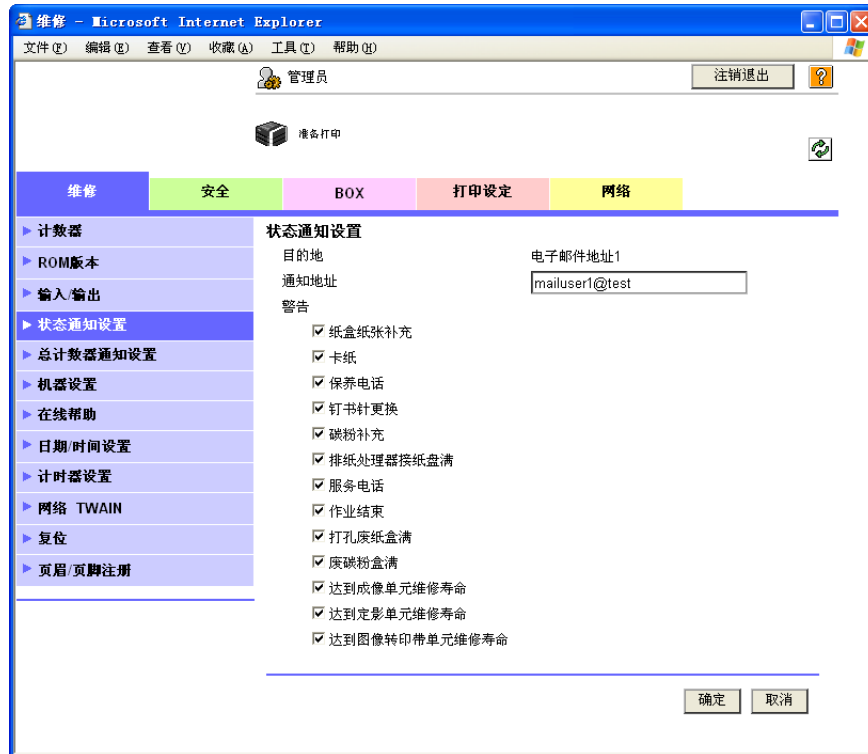 维修 - Microsoft Internet Explorer
文件(F) 编辑(E) 查看(V) 收藏(A) 工具(T) 帮助(H)
管理员
注销退出
?
准备打印
维修 安全 BOX 打印设定 网络
计数器
ROM版本
输入/输出
状态通知设置
总计数器通知设置
机器设置
在线帮助
日期/时间设置
计时器设置
网络 TWAIN
复位
页眉/页脚注册
状态通知设置
目的地 电子邮件地址1
通知地址 mailuser1@test
警告
纸盒纸张补充
卡纸
保养电话
钉书针更换
碳粉补充
排纸处理器接纸盘满
服务电话
作业结束
打孔废纸盒满
废碳粉盒满
达到成像单元维修寿命
达到定影单元维修寿命
达到图像转印带单元维修寿命
确定 取消